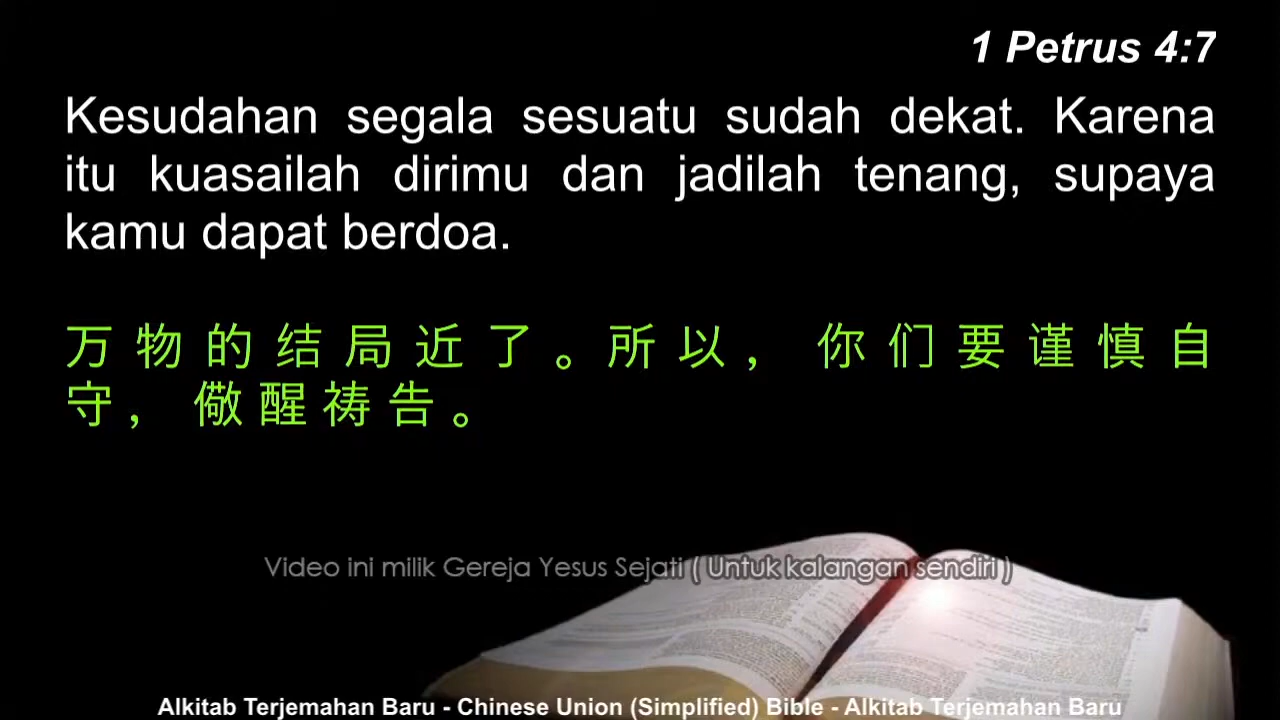 1 Petrus 4:7
Kesudahan segala sesuatu sudah dekat. Karena
itu kuasailah dirimu dan jadilah tenang, supaya
kamu dapat berdoa.
万物的结局近了。所以， 你们要谨慎自
守， 儆醒祷告。
Video ini milik Gereja Yesus Sejati ( Untuk kalangan sendiri )
Alkitab Terjemahan Baru - Chinese Union (Simplified) Bible - Alkitab Terjemahan Baru